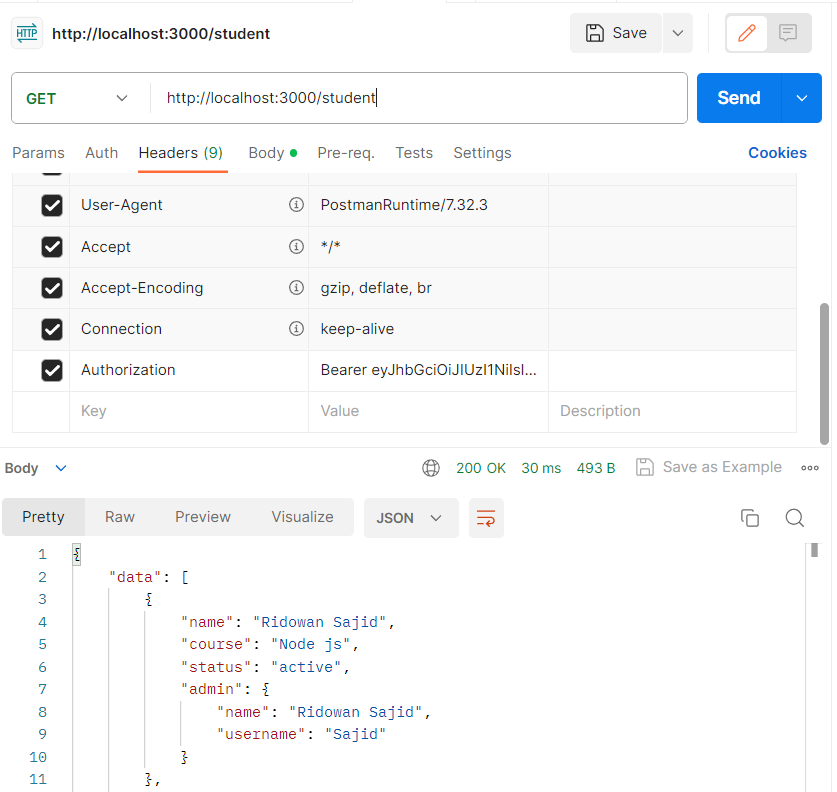 HTTP http://localhost:3000/student Save
GET http://localhost:3000/student Send
Params Auth Headers (9) Body Pre-req. Tests Settings Cookies
User-Agent PostmanRuntime/7.32.3
Accept */*
Accept-Encoding gzip, deflate, br
Connection keep-alive
Authorization Bearer eyJhbGciOiJIUzI1NiIsI...
Key Value Description
Body 200 OK 30 ms 493 B Save as Example
Pretty Raw Preview Visualize JSON
1 {
2 "data": [
3 {
4 "name": "Ridowan Sajid",
5 "course": "Node js",
6 "status": "active",
7 "admin": {
8 "name": "Ridowan Sajid",
9 "username": "Sajid"
10 }
11 },